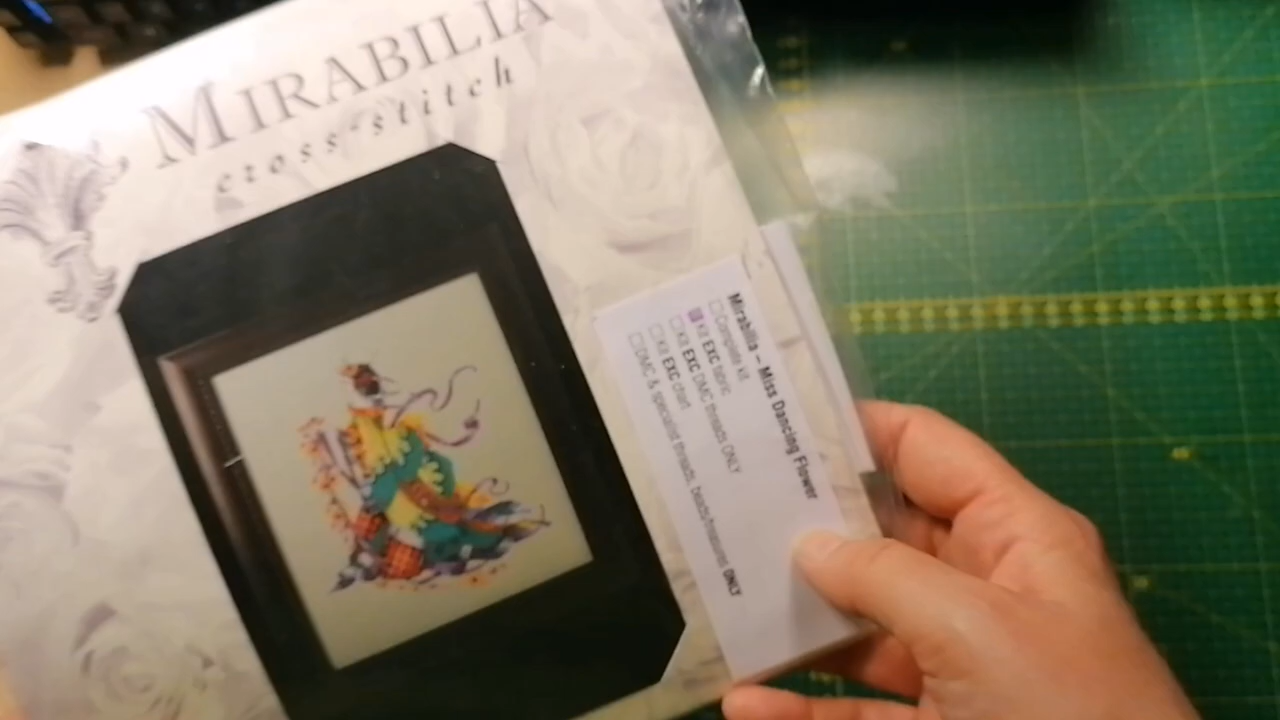 MIRABILIA
cross-stitch
Mirabilia – Miss Dancing Flower
Complete kit
Kit EXC fabric
Kit EXC DMC threads ONLY
Kit EXC chart
DMC & specialist threads, beads/treasures ONLY